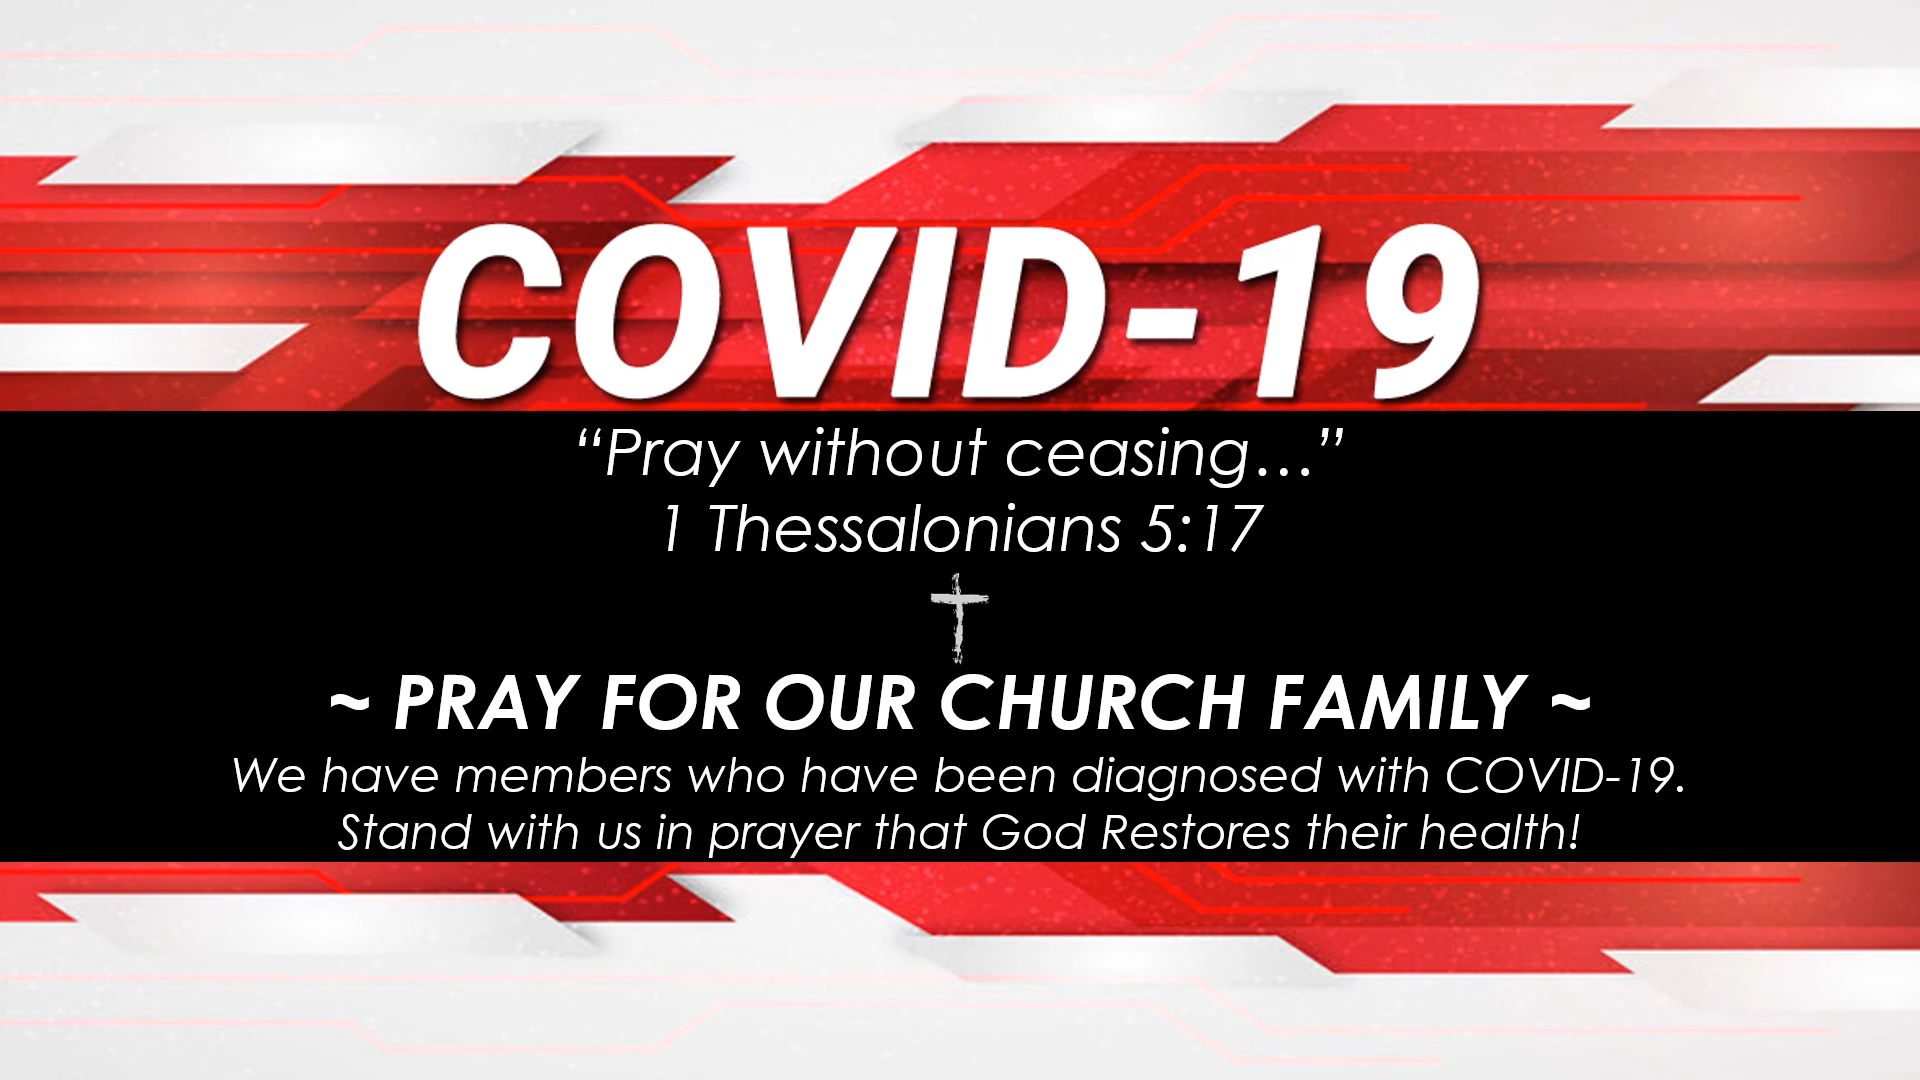 COVID-19
“Pray without ceasing…”
1 Thessalonians 5:17
~ PRAY FOR OUR CHURCH FAMILY ~
We have members who have been diagnosed with COVID-19.
Stand with us in prayer that God Restores their health!